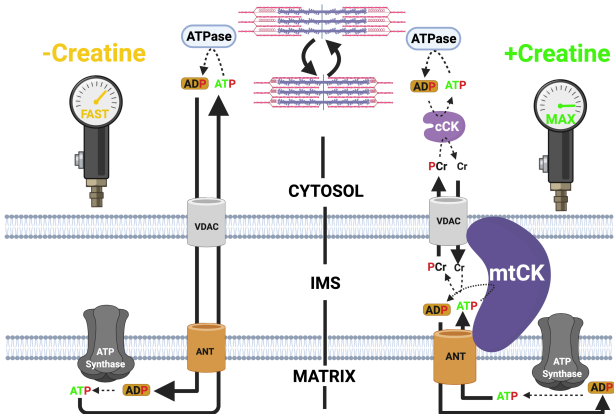 -Creatine
ATPase
ATPase
+Creatine
ADP
ATP
ADP
ATP
FAST
cCK
MAX
PCr
Cr
CYTOSOL
VDAC
VDAC
PCr
Cr
mtCK
IMS
ADP
ATP
ATP
Synthase
ANT
ANT
ATP
Synthase
MATRIX
ATP
ADP
ATP
ADP